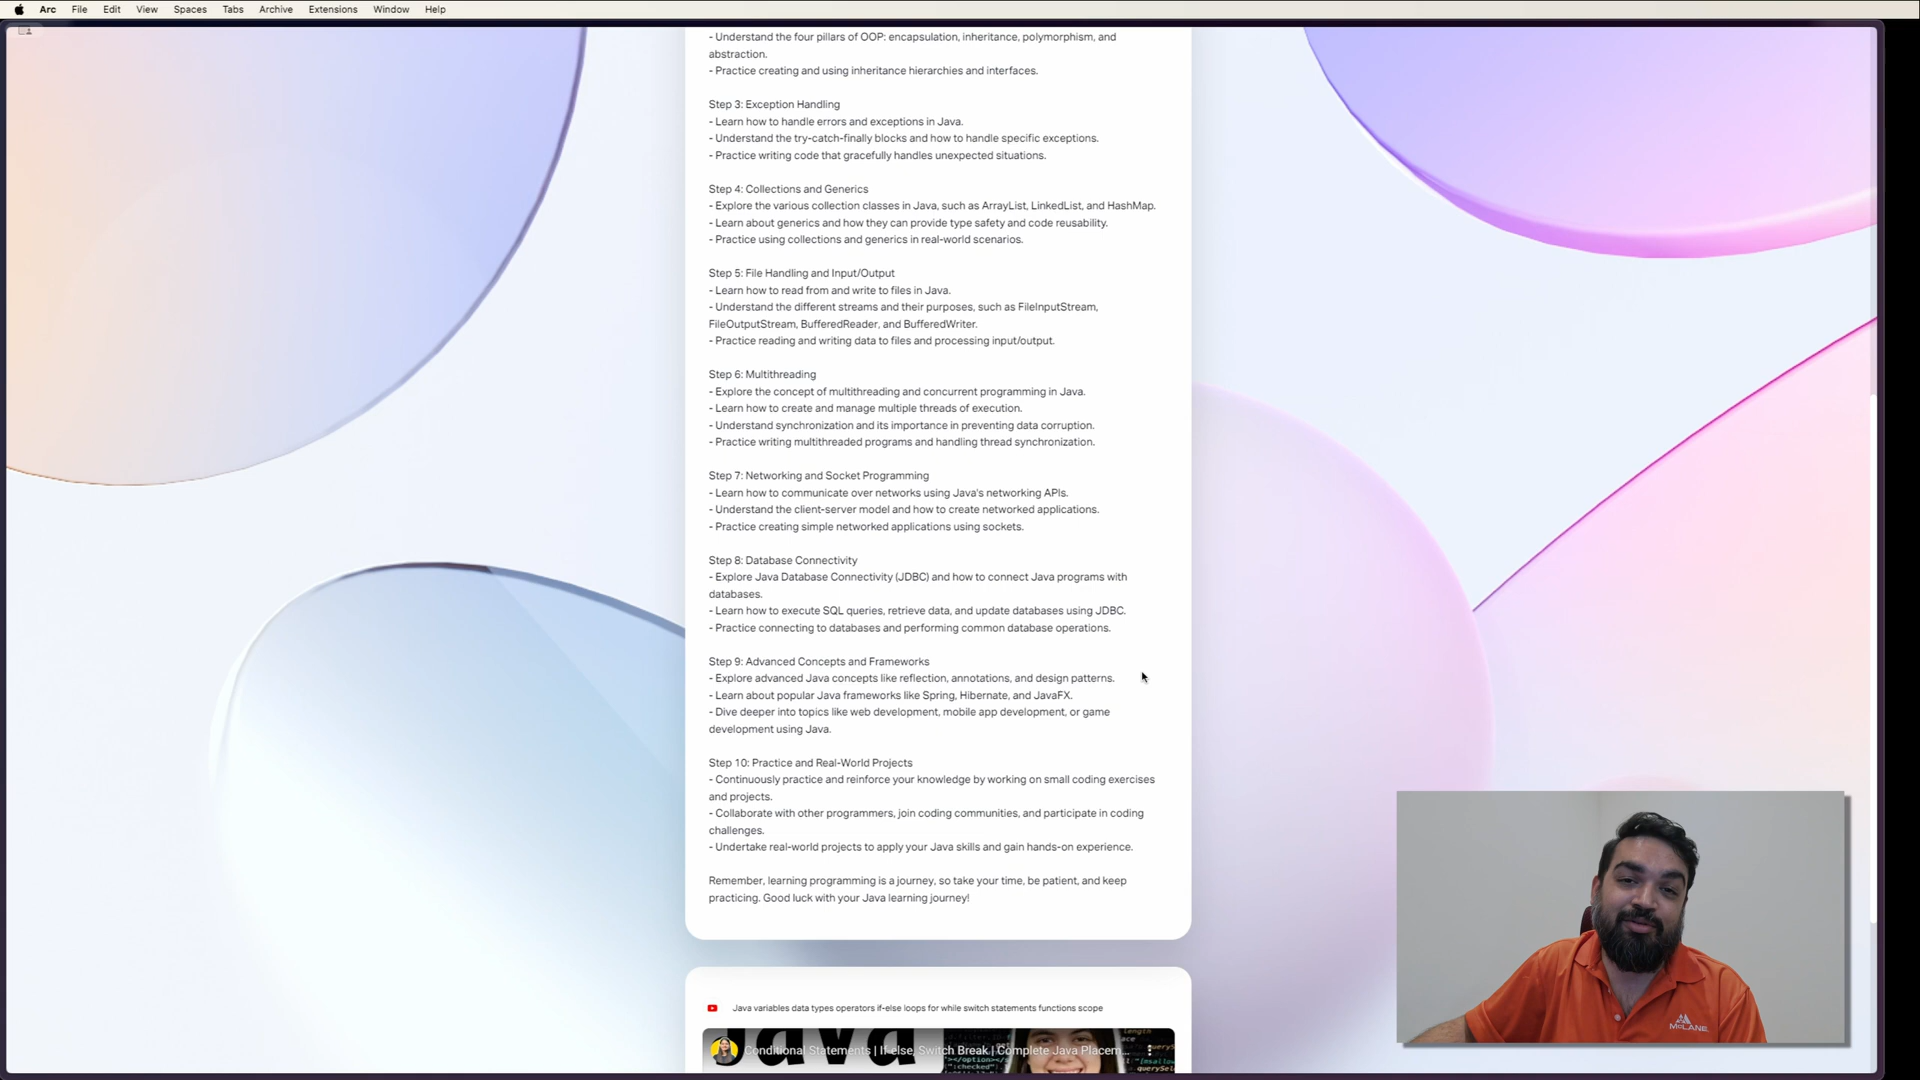 Arc File Edit View Spaces Tabs Archive Extensions Window Help
- Understand the four pillars of OOP: encapsulation, inheritance, polymorphism, and
abstraction.
- Practice creating and using inheritance hierarchies and interfaces.
Step 3: Exception Handling
- Learn how to handle errors and exceptions in Java.
- Understand the try-catch-finally blocks and how to handle specific exceptions.
- Practice writing code that gracefully handles unexpected situations.
Step 4: Collections and Generics
- Explore the various collection classes in Java, such as ArrayList, LinkedList, and HashMap.
- Learn about generics and how they can provide type safety and code reusability.
- Practice using collections and generics in real-world scenarios.
Step 5: File Handling and Input/Output
- Learn how to read from and write to files in Java.
- Understand the different streams and their purposes, such as FileInputStream,
FileOutputStream, BufferedReader, and BufferedWriter.
- Practice reading and writing data to files and processing input/output.
Step 6: Multithreading
- Explore the concept of multithreading and concurrent programming in Java.
- Learn how to create and manage multiple threads of execution.
- Understand synchronization and its importance in preventing data corruption.
- Practice writing multithreaded programs and handling thread synchronization.
Step 7: Networking and Socket Programming
- Learn how to communicate over networks using Java's networking APIs.
- Understand the client-server model and how to create networked applications.
- Practice creating simple networked applications using sockets.
Step 8: Database Connectivity
- Explore Java Database Connectivity (JDBC) and how to connect Java programs with
databases.
- Learn how to execute SQL queries, retrieve data, and update databases using JDBC.
- Practice connecting to databases and performing common database operations.
Step 9: Advanced Concepts and Frameworks
- Explore advanced Java concepts like reflection, annotations, and design patterns.
- Learn about popular Java frameworks like Spring, Hibernate, and JavaFX.
- Dive deeper into topics like web development, mobile app development, or game
development using Java.
Step 10: Practice and Real-World Projects
- Continuously practice and reinforce your knowledge by working on small coding exercises
and projects.
- Collaborate with other programmers, join coding communities, and participate in coding
challenges.
- Undertake real-world projects to apply your Java skills and gain hands-on experience.
Remember, learning programming is a journey, so take your time, be patient, and keep
practicing. Good luck with your Java learning journey!
Java variables data types operators if-else loops for while switch statements functions scope
Java
Conditional Statements | If-else, Switch Break | Complete Java Placem...
length
:checked
querySel
McLANE